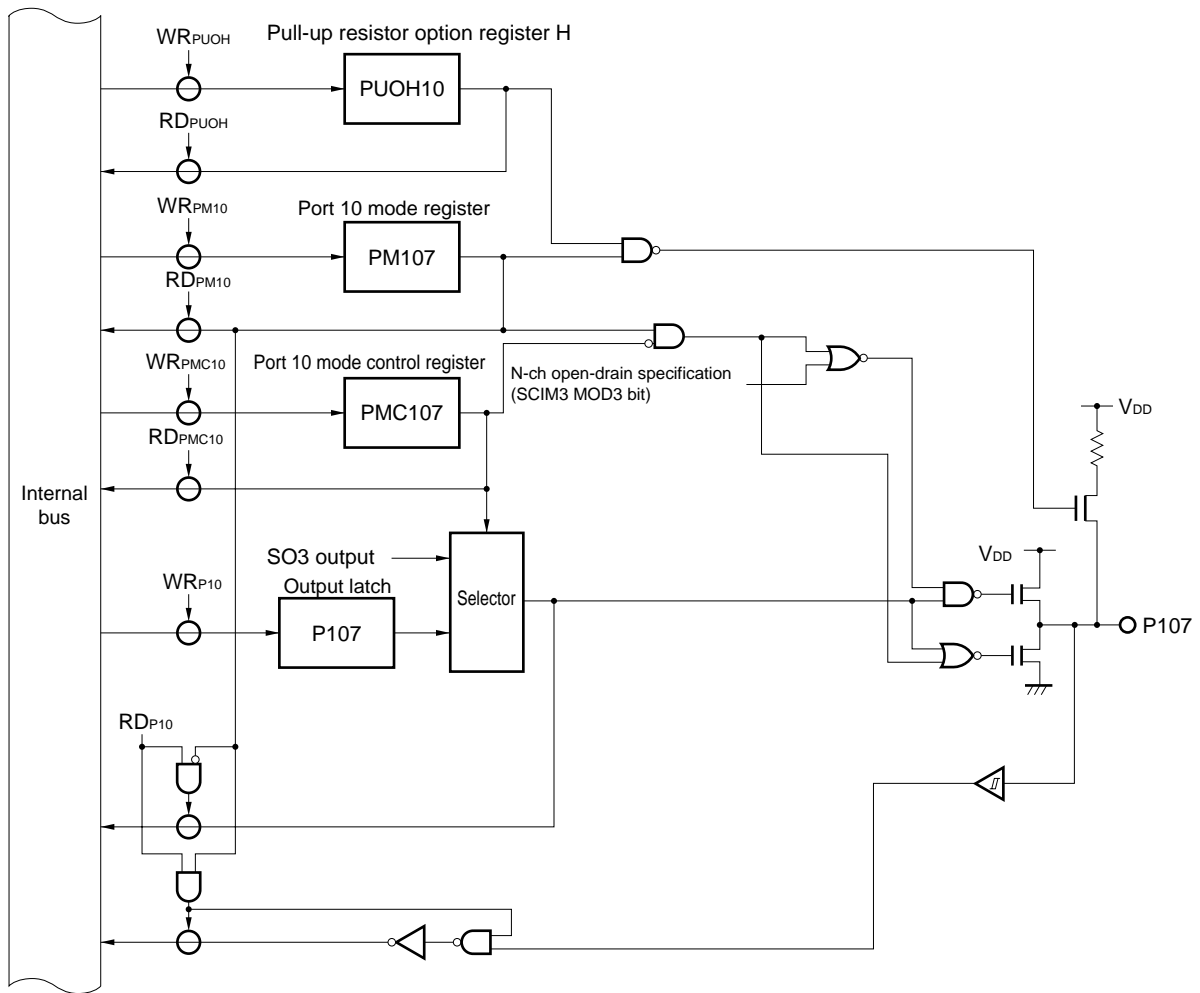 WRPUOH
Pull-up resistor option register H
PUOH10
RDPUOH
WRPM10
Port 10 mode register
PM107
RDPM10
WRPMC10
Port 10 mode control register
N-ch open-drain specification
(SCIM3 MOD3 bit)
PMC107
VDD
RDPMC10
Internal
bus
SO3 output
VDD
WRP10
Output latch
Selector
P107
P107
RDP10